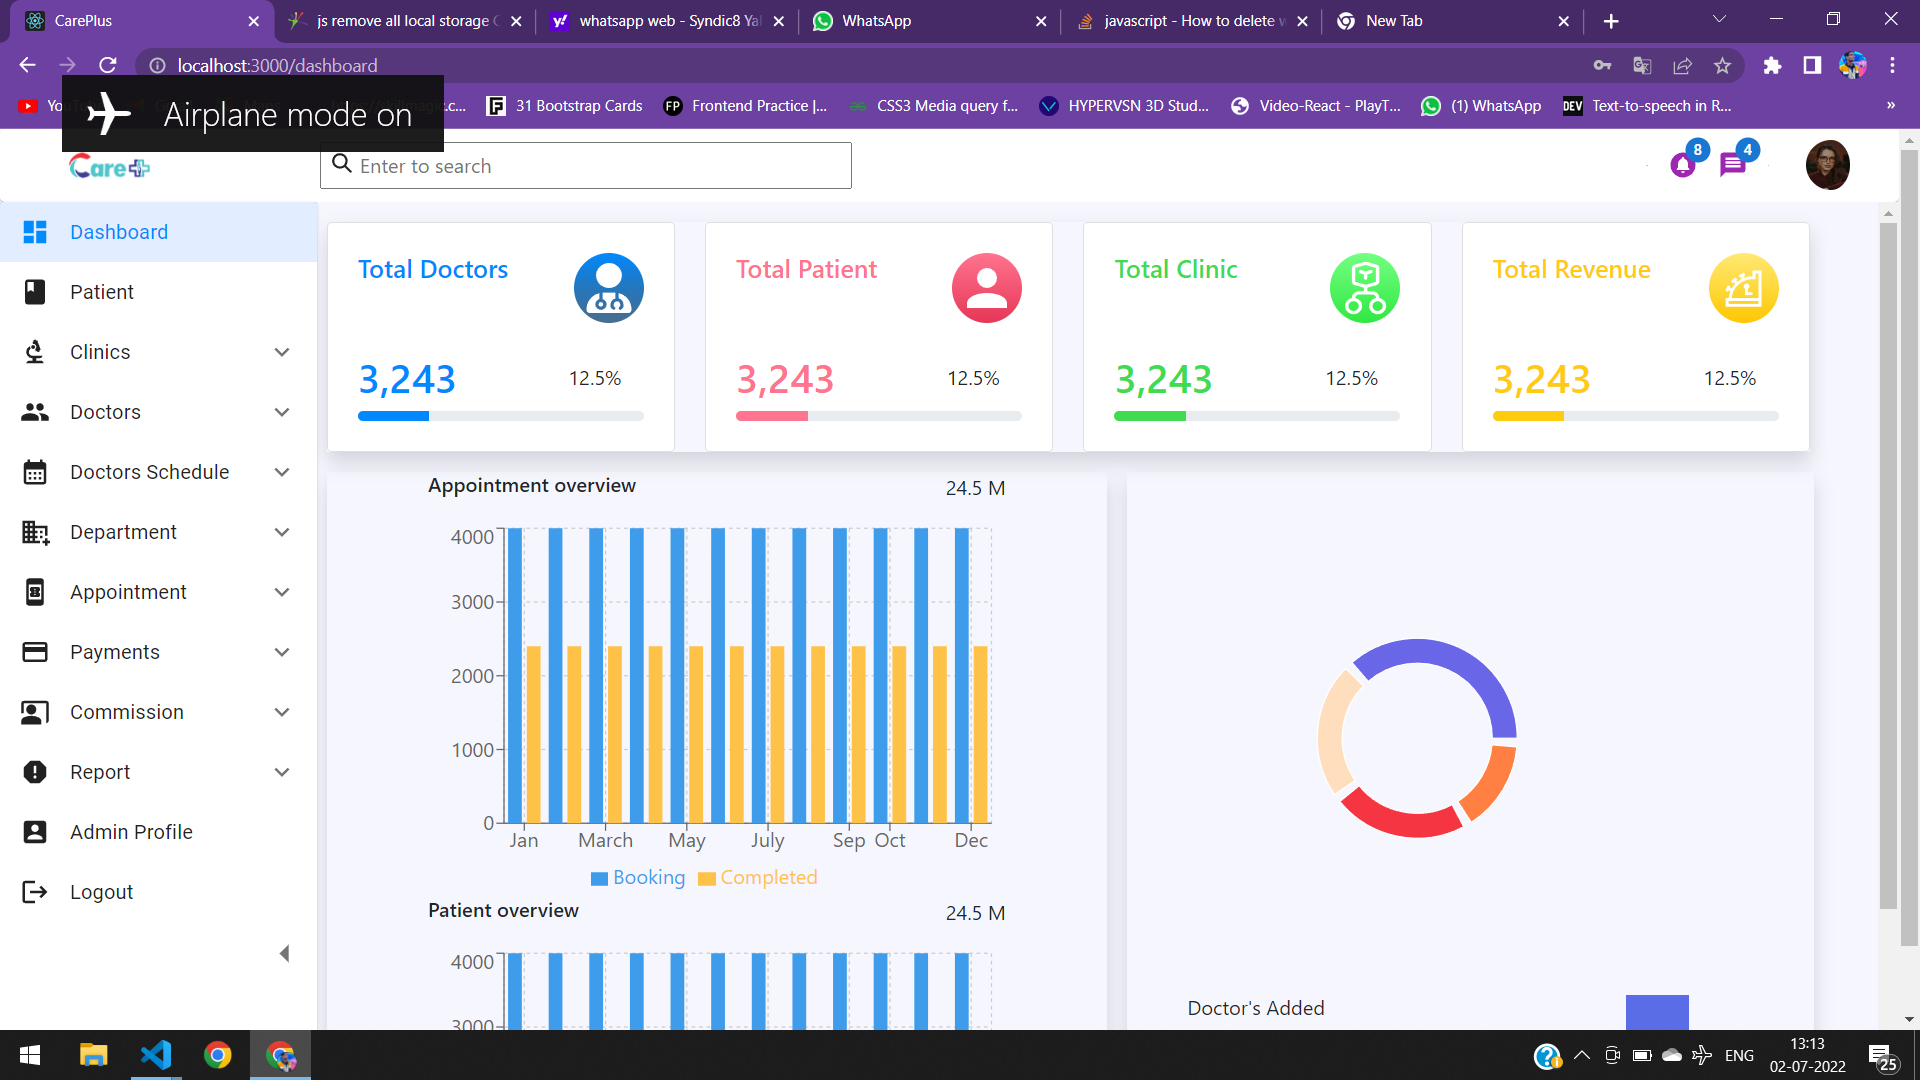 CarePlus
js remove all local storage
whatsapp web - Syndic8 Ya
WhatsApp
javascript - How to delete
New Tab
localhost:3000/dashboard
Airplane mode on
31 Bootstrap Cards
Frontend Practice |...
CSS3 Media query f...
HYPERVSN 3D Stud...
Video-React - PlayT...
(1) WhatsApp
DEV
Text-to-speech in R...
»
Care
Enter to search
8
4
Dashboard
Patient
Clinics
Doctors
Doctors Schedule
Department
Appointment
Payments
Commission
Report
Admin Profile
Logout
Total Doctors
3,243
12.5%
Total Patient
3,243
12.5%
Total Clinic
3,243
12.5%
Total Revenue
3,243
12.5%
Appointment overview
24.5 M
4000
3000
2000
1000
0
Jan March May July Sep Oct Dec
Booking Completed
Patient overview
24.5 M
4000
3000
Doctor's Added
ENG
13:13
02-07-2022
25